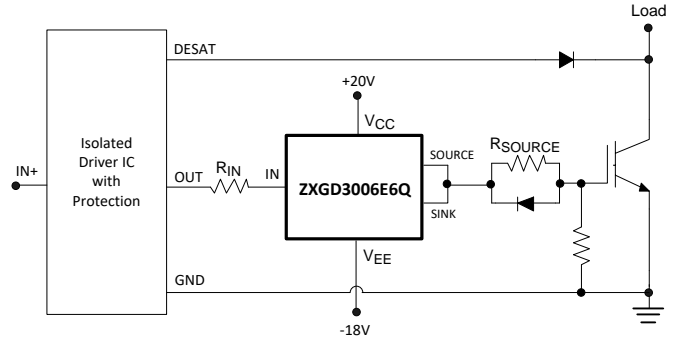 Load
DESAT
+20V
VCC
Isolated
Driver IC
with
Protection
IN+
OUT
RIN
IN
ZXGD3006E6Q
SOURCE
SINK
RSOURCE
VEE
GND
-18V